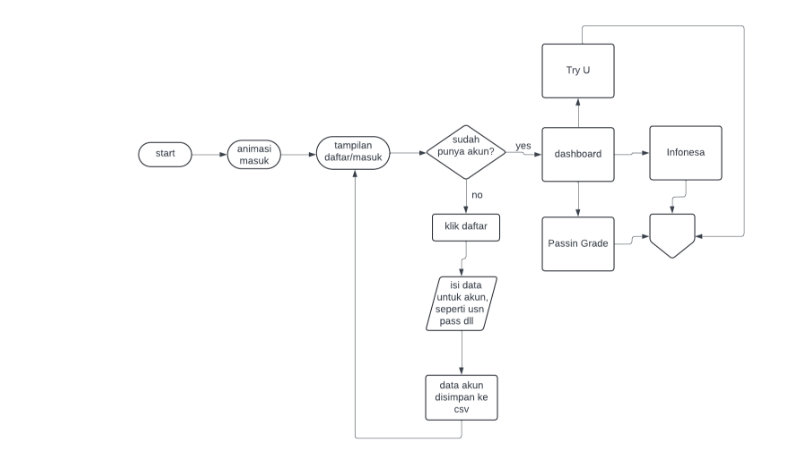 Try U
start
animasi
masuk
tampilan
daftar/masuk
sudah
punya akun?
yes
dashboard
Infonesa
no
klik daftar
Passin Grade
isi data
untuk akun,
seperti usn
pass dll
data akun
disimpan ke
csv